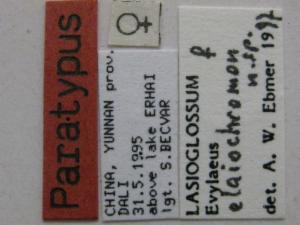 Paratypus
♀
CHINA, YUNNAN prov.
DALI
31.5.1995
above lake ERHAI
lgt. S.BECVAR
LASIOGLOSSUM ♀
Evylaeus
elaiochromon
n.sp.
det. A. W. Ebmer 1997